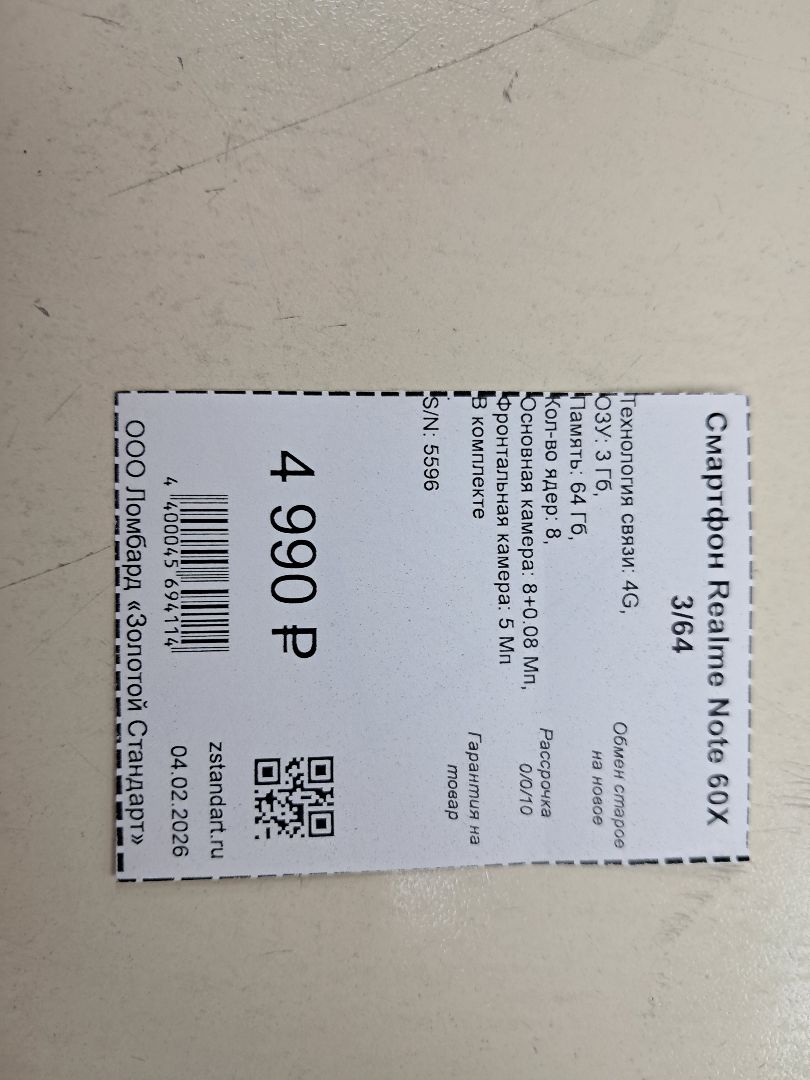 Смартфон Realme Note 60X
3/64
Технология связи: 4G,
ОЗУ: 3 Гб,
Память: 64 Гб,
Кол-во ядер: 8,
Основная камера: 8+0.08 Мп,
Фронтальная камера: 5 Мп
В комплекте
S/N: 5596
Обмен старое
на новое
Рассрочка
0/0/10
Гарантия на
товар
4 990 ₽
4 400045 694114
zstandart.ru
04.02.2026
ООО Ломбард «Золотой Стандарт»